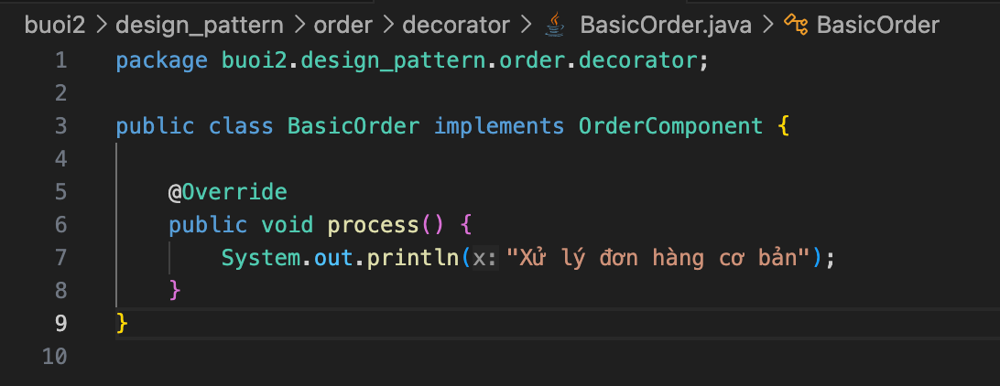 buoi2 > design_pattern > order > decorator > BasicOrder.java > BasicOrder
1 package buoi2.design_pattern.order.decorator;
2
3 public class BasicOrder implements OrderComponent {
4
5     @Override
6     public void process() {
7         System.out.println(x: "Xử lý đơn hàng cơ bản");
8     }
9 }
10